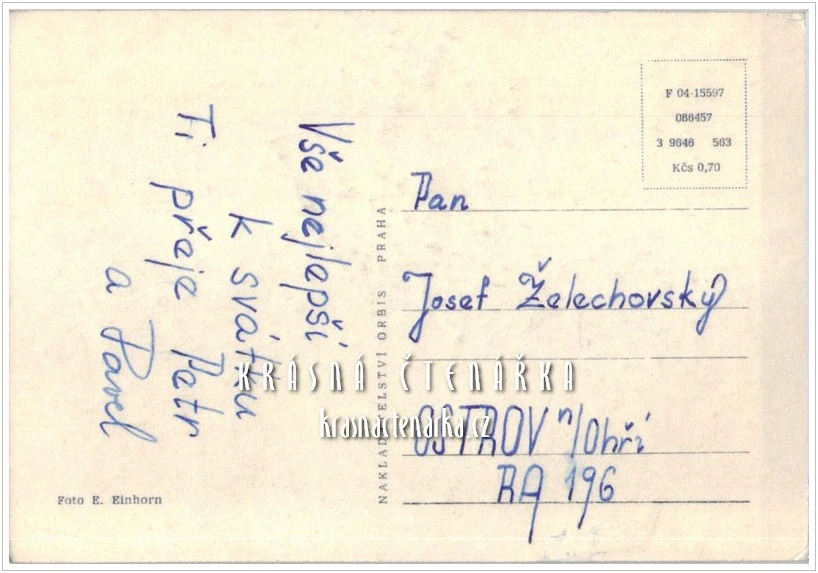 Vše nejlepší
k svátku
Ti přeje Petr
a Pavel
Foto E. Einhorn
NAKLADATELSTVÍ ORBIS PRAHA
F 04-15597
086457
3 9646 563
Kčs 0,70
Pan
Josef Želechovský
OSTROV n/Ohří
RA 196
KRÁSNÁ ČTENÁŘKA
krasnactenarka.cz